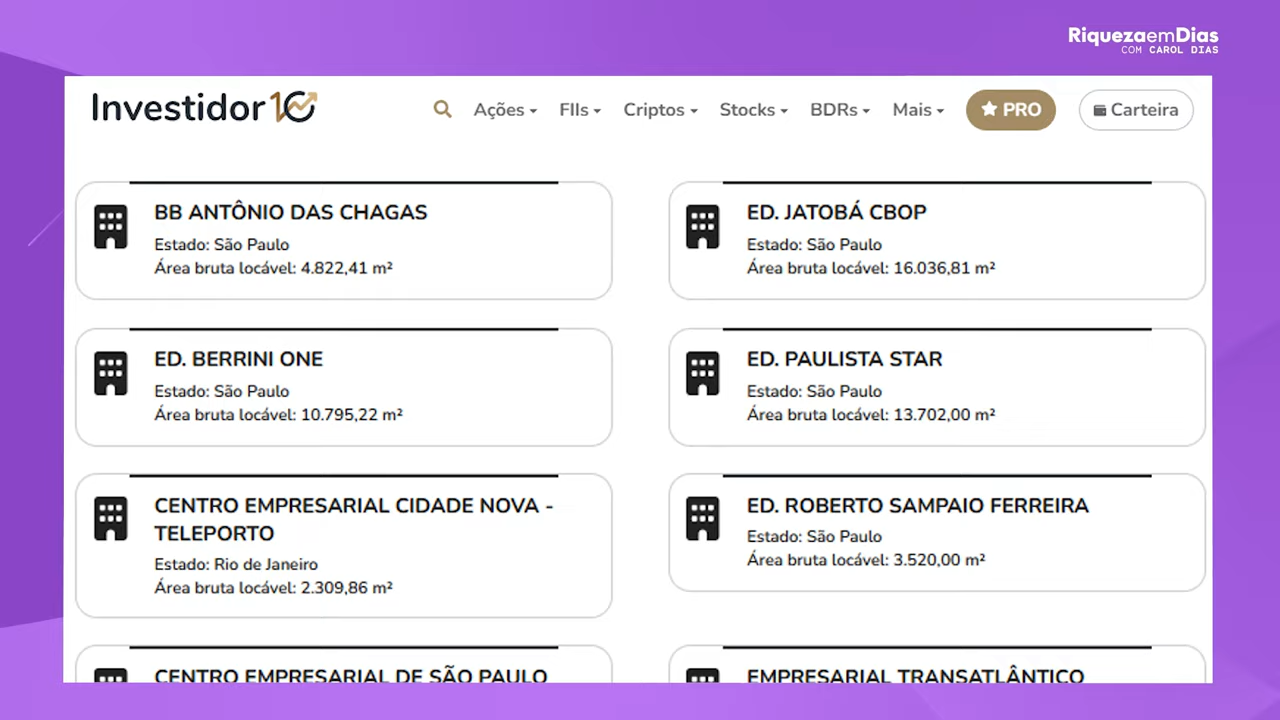 RiquezaemDias
COM CAROL DIAS
Investidor10
Ações
FIIs
Criptos
Stocks
BDRs
Mais
PRO
Carteira
BB ANTÔNIO DAS CHAGAS
Estado: São Paulo
Área bruta locável: 4.822,41 m²
ED. JATOBÁ CBOP
Estado: São Paulo
Área bruta locável: 16.036,81 m²
ED. BERRINI ONE
Estado: São Paulo
Área bruta locável: 10.795,22 m²
ED. PAULISTA STAR
Estado: São Paulo
Área bruta locável: 13.702,00 m²
CENTRO EMPRESARIAL CIDADE NOVA -
TELEPORTO
Estado: Rio de Janeiro
Área bruta locável: 2.309,86 m²
ED. ROBERTO SAMPAIO FERREIRA
Estado: São Paulo
Área bruta locável: 3.520,00 m²
CENTRO EMPRESARIAL DE SÃO PAULO
EMPRESARIAL TRANSATLÂNTICO